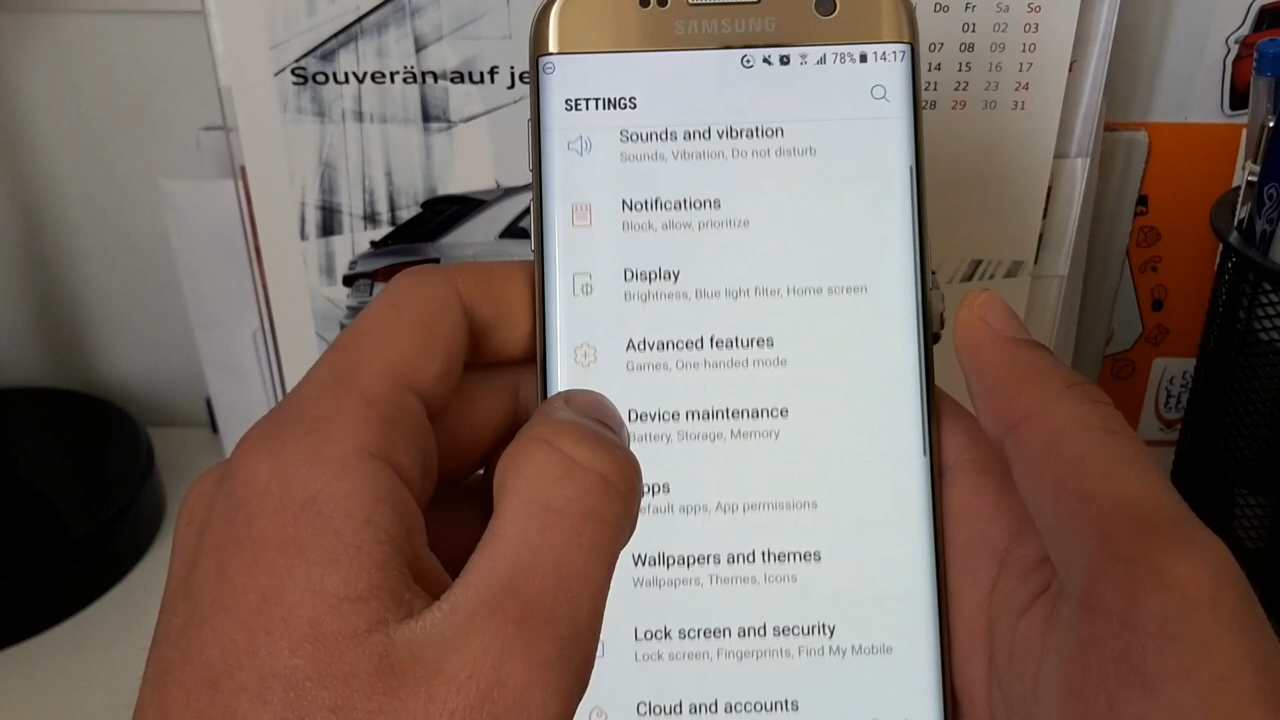 Souverän auf je
Do Fr Sa So
01 02 03
07 08 09 10
14 15 16 17
21 22 23 24
28 29 30 31
SAMSUNG
78% 14:17
SETTINGS
Sounds and vibration
Sounds, Vibration, Do not disturb
Notifications
Block, allow, prioritize
Display
Brightness, Blue light filter, Home screen
Advanced features
Games, One-handed mode
Device maintenance
Battery, Storage, Memory
pps
efault apps, App permissions
Wallpapers and themes
Wallpapers, Themes, Icons
Lock screen and security
Lock screen, Fingerprints, Find My Mobile
Cloud and accounts